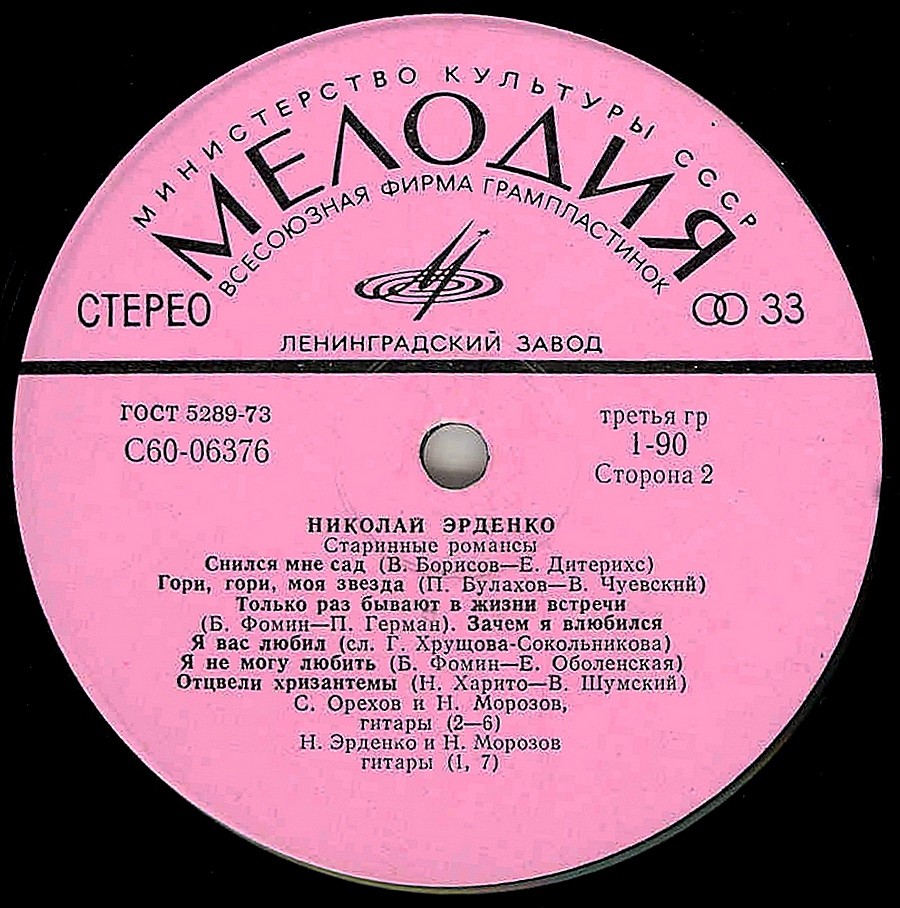 МИНИСТЕРСТВО КУЛЬТУРЫ СССР
МЕЛОДИЯ
ВСЕСОЮЗНАЯ ФИРМА ГРАМПЛАСТИНОК
СТЕРЕО
33
ЛЕНИНГРАДСКИЙ ЗАВОД
ГОСТ 5289-73
С60-06376
третья гр
1-90
Сторона 2
НИКОЛАЙ ЭРДЕНКО
Старинные романсы
Снился мне сад (В. Борисов—Е. Дитерихс)
Гори, гори, моя звезда (П. Булахов—В. Чуевский)
Только раз бывают в жизни встречи
(Б. Фомин—П. Герман). Зачем я влюбился
Я вас любил (сл. Г. Хрущова-Сокольникова)
Я не могу любить (Б. Фомин—Е. Оболенская)
Отцвели хризантемы (Н. Харито—В. Шумский)
С. Орехов и Н. Морозов,
гитары (2—6)
Н. Эрденко и Н. Морозов
гитары (1, 7)